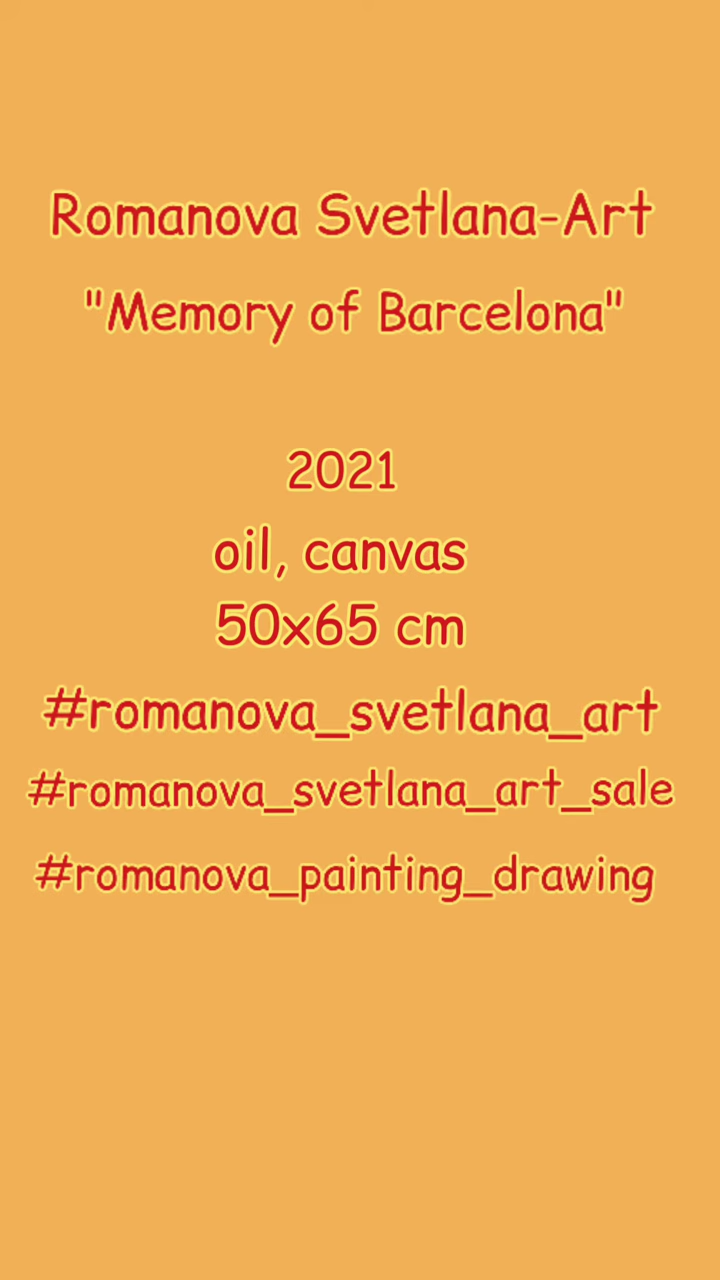 Romanova Svetlana-Art
"Memory of Barcelona"
2021
oil, canvas
50x65 cm
#romanova_svetlana_art
#romanova_svetlana_art_sale
#romanova_painting_drawing